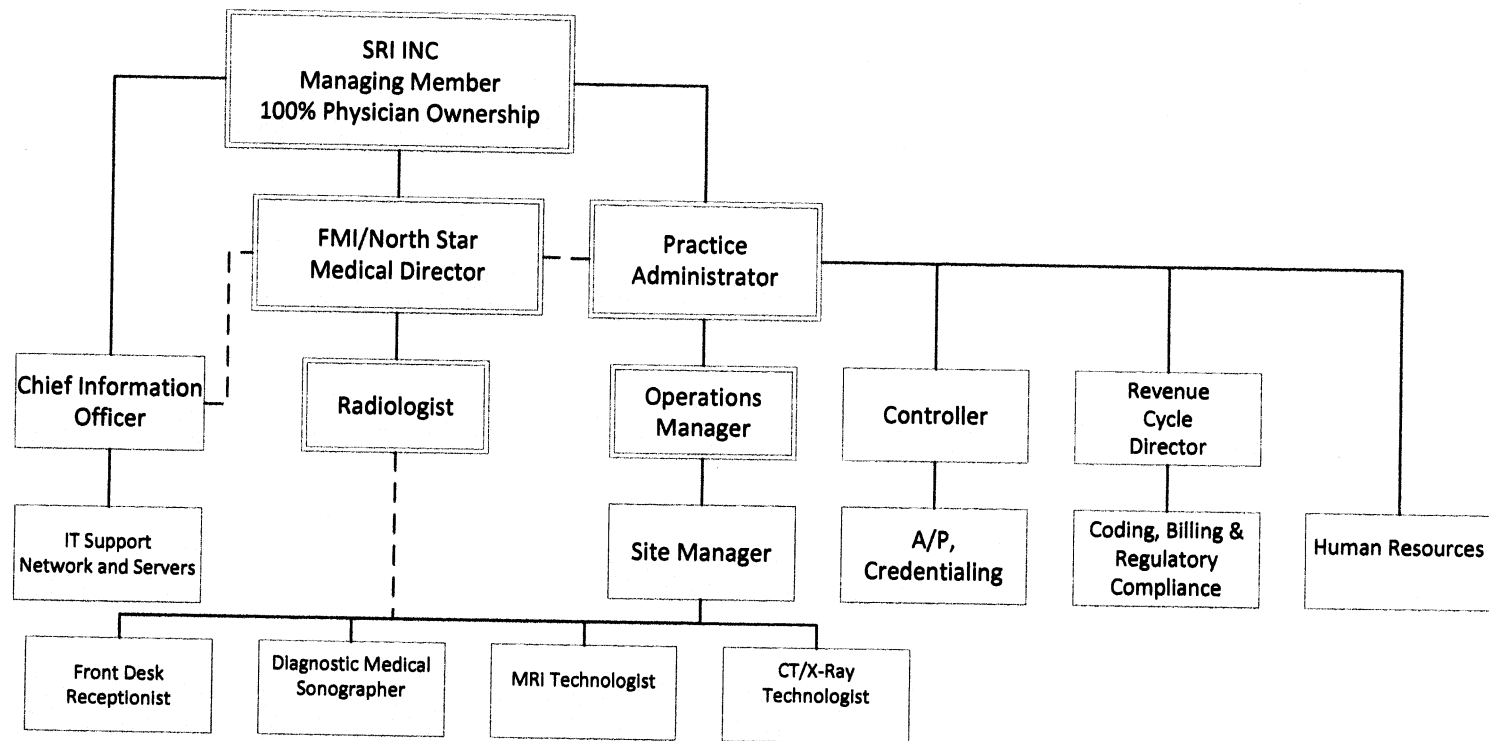 SRI INC
Managing Member
100% Physician Ownership
FMI/North Star
Medical Director
Practice
Administrator
Chief Information
Officer
Radiologist
Operations
Manager
Controller
Revenue
Cycle
Director
IT Support
Network and Servers
Site Manager
A/P,
Credentialing
Coding, Billing &
Regulatory
Compliance
Human Resources
Front Desk
Receptionist
Diagnostic Medical
Sonographer
MRI Technologist
CT/X-Ray
Technologist